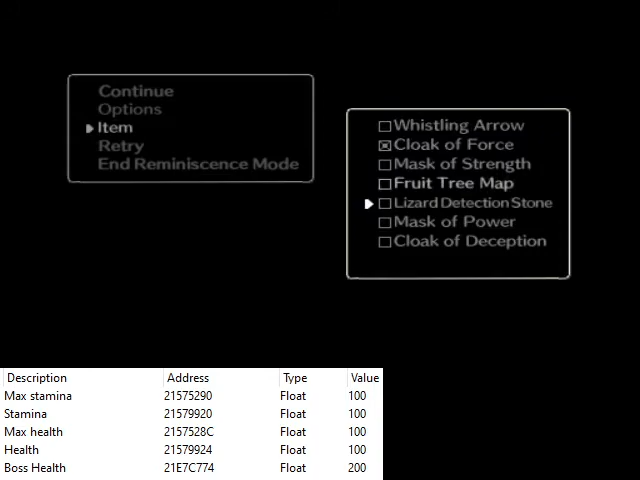 Continue
Options
Item
Retry
End Reminiscence Mode
Whistling Arrow
Cloak of Force
Mask of Strength
Fruit Tree Map
Lizard Detection Stone
Mask of Power
Cloak of Deception
Description Address Type Value
Max stamina 21575290 Float 100
Stamina 21579920 Float 100
Max health 2157528C Float 100
Health 21579924 Float 100
Boss Health 21E7C774 Float 200